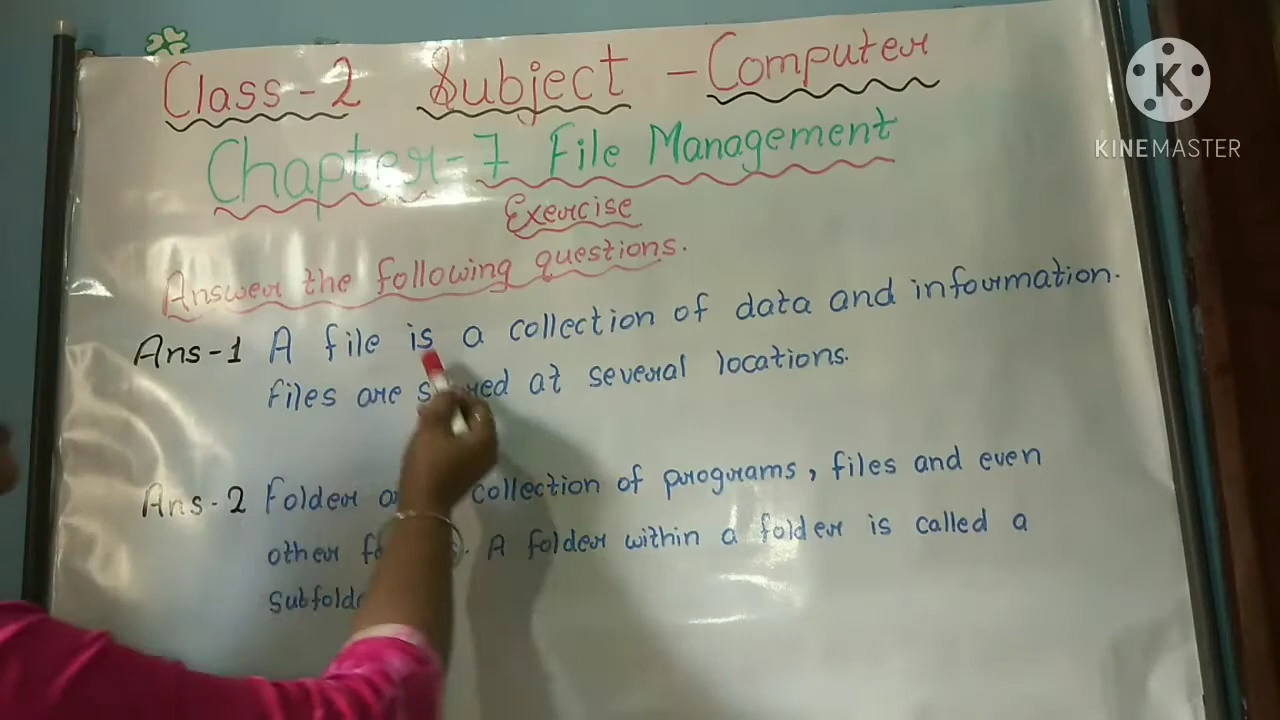 Class-2 Subject - Computer
Chapter-7 File Management
Exercise
Answer the following questions.
Ans-1 A file is a collection of data and information.
files are at several locations.
Ans-2 Folder collection of programs, files and even
other A folder within a folder is called a
KINEMASTER